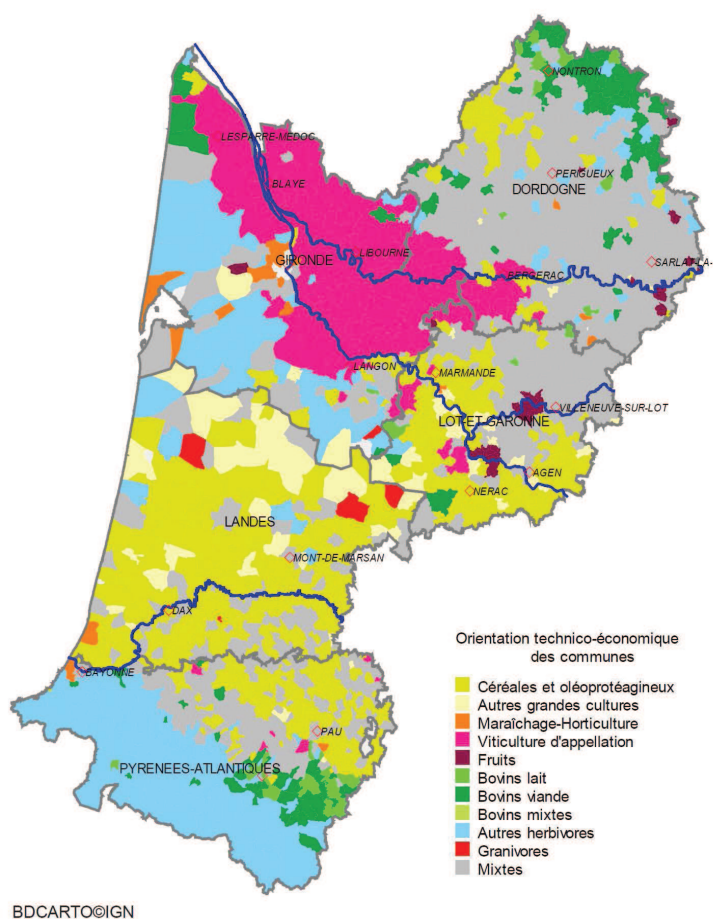 NONTRON
LESPARRE-MEDOC
PERIGUEUX
BLAYE
DORDOGNE
GIRONDE
LIBOURNE
SARLAT-LA-
BERGERAC
LANGON
MARMANDE
VILLENEUVE-SUR-LOT
LOT-ET-GARONNE
AGEN
NERAC
LANDES
MONT-DE-MARSAN
DAX
BAYONNE
PAU
PYRENEES-ATLANTIQUES
Orientation technico-économique
des communes
Céréales et oléoprotéagineux
Autres grandes cultures
Maraîchage-Horticulture
Viticulture d'appellation
Fruits
Bovins lait
Bovins viande
Bovins mixtes
Autres herbivores
Granivores
Mixtes
BDCARTO©IGN